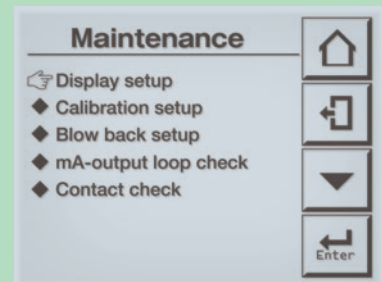 Maintenance
Display setup
Calibration setup
Blow back setup
mA-output loop check
Contact check
Enter